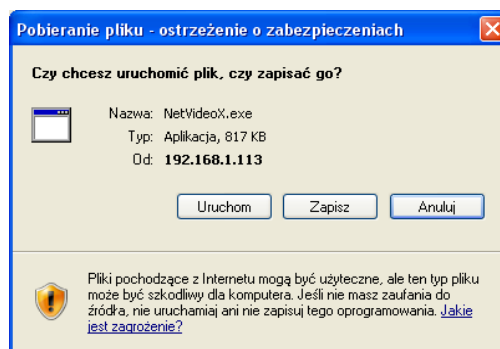 Pobieranie pliku - ostrzeżenie o zabezpieczeniach
Czy chcesz uruchomić plik, czy zapisać go?
Nazwa: NetVideoX.exe
Typ: Aplikacja, 817 KB
Od: 192.168.1.113
Uruchom Zapisz Anuluj
Pliki pochodzące z Internetu mogą być użyteczne, ale ten typ pliku
może być szkodliwy dla komputera. Jeśli nie masz zaufania do
źródła, nie uruchamiaj ani nie zapisuj tego oprogramowania. Jakie
jest zagrożenie?